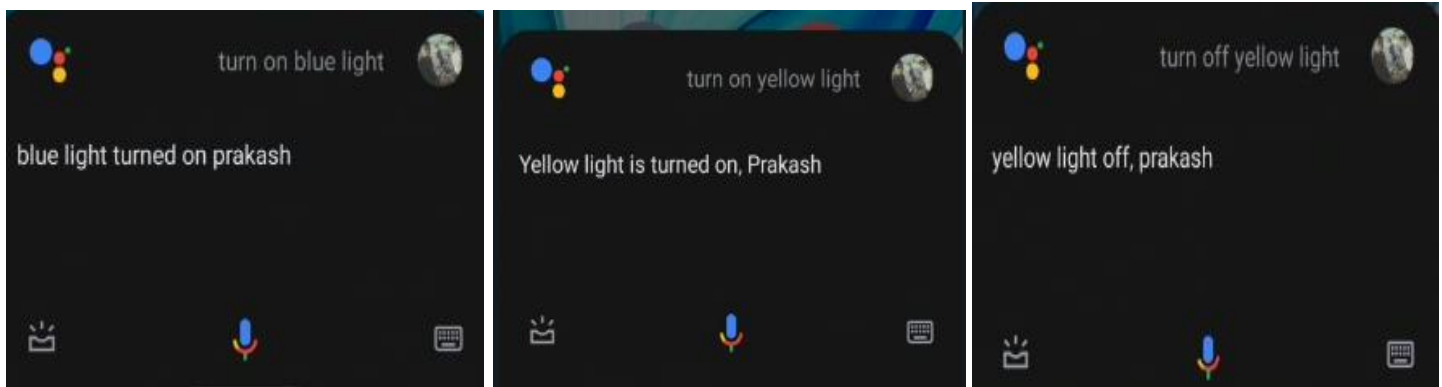 turn on blue light
blue light turned on prakash
turn on yellow light
Yellow light is turned on, Prakash
turn off yellow light
yellow light off, prakash